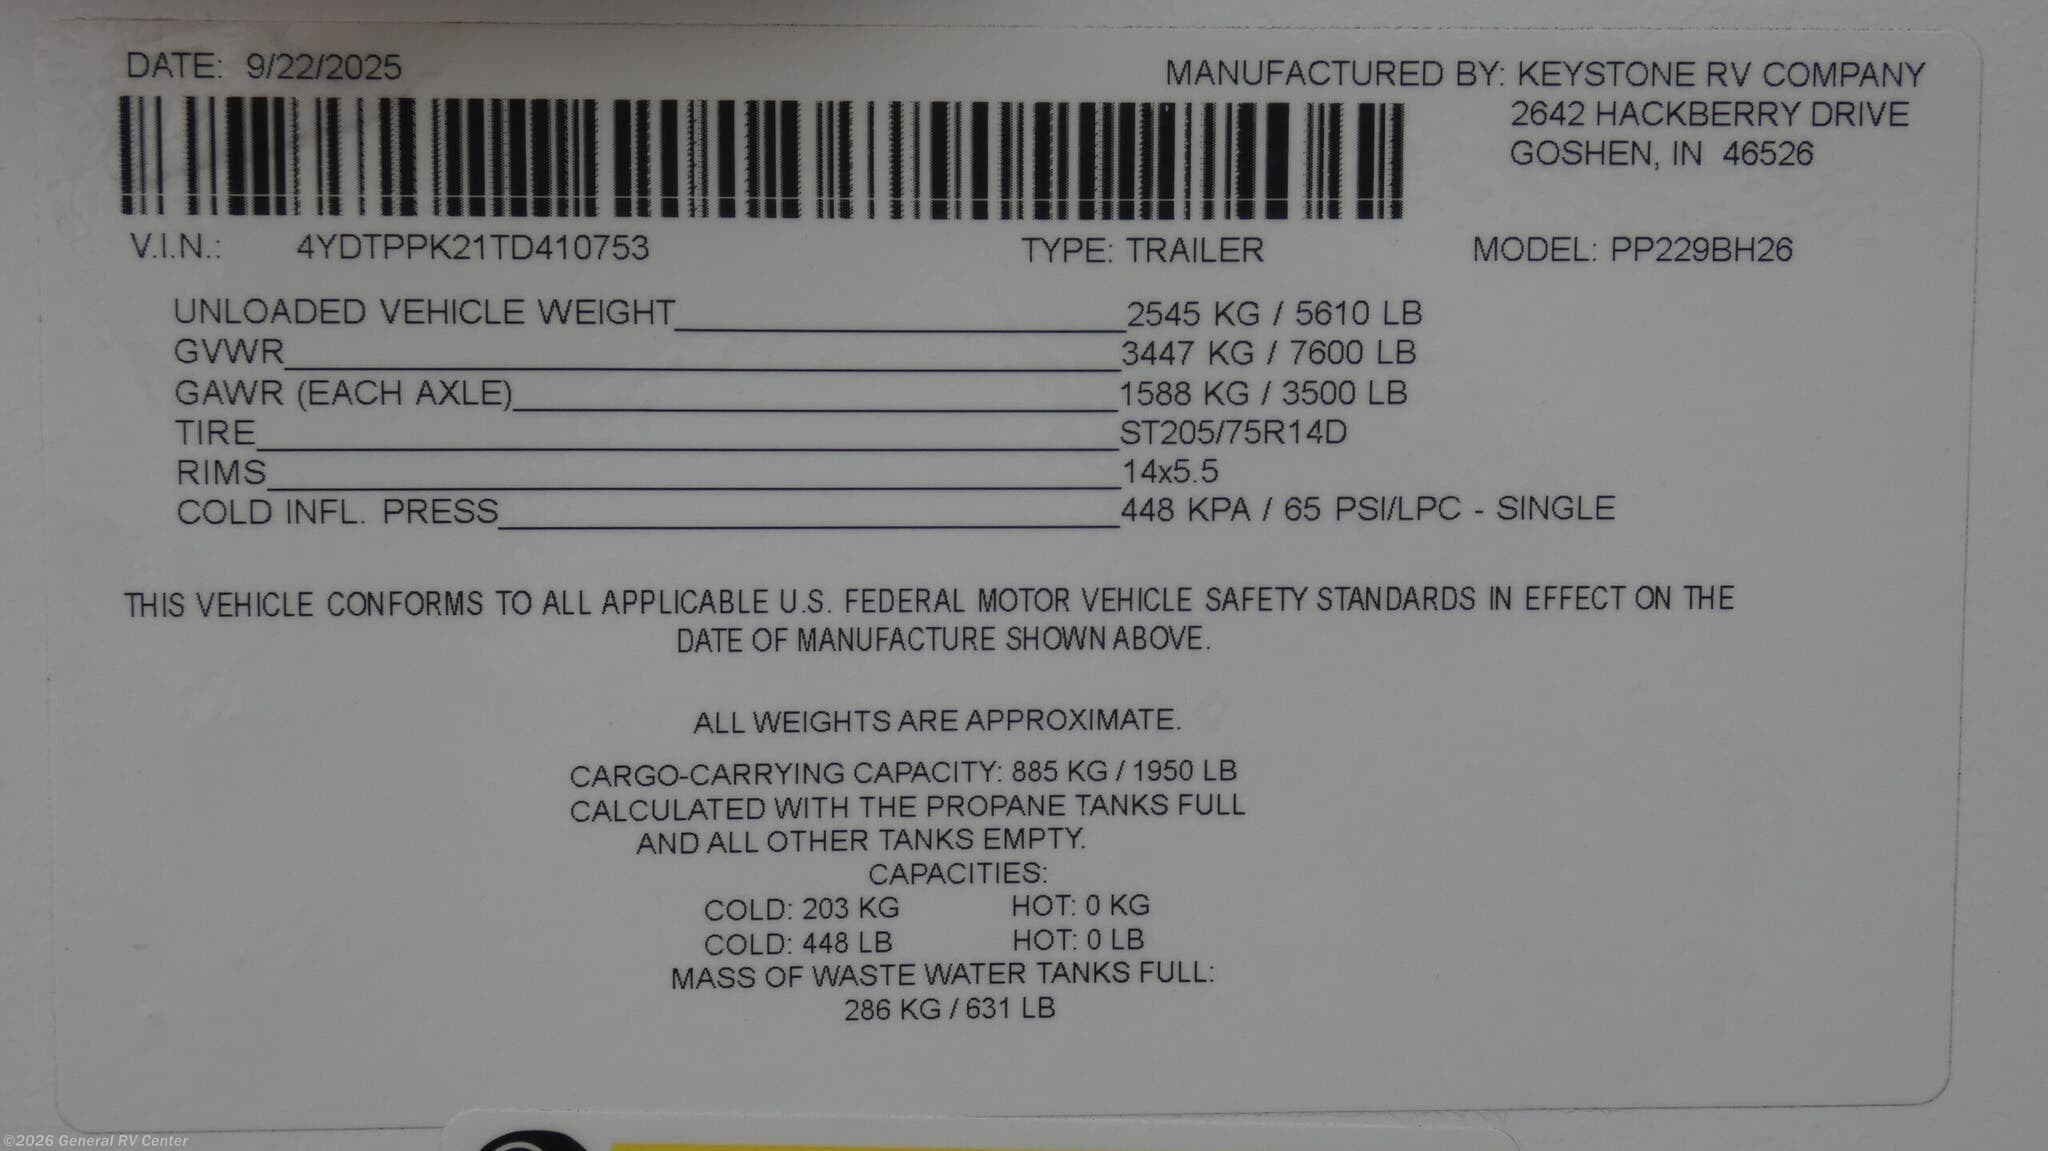 DATE: 9/22/2025
MANUFACTURED BY: KEYSTONE RV COMPANY
2642 HACKBERRY DRIVE
GOSHEN, IN 46526
V.I.N.: 4YDTPPK21TD410753 TYPE: TRAILER MODEL: PP229BH26
UNLOADED VEHICLE WEIGHT 2545 KG / 5610 LB
GVWR 3447 KG / 7600 LB
GAWR (EACH AXLE) 1588 KG / 3500 LB
TIRE ST205/75R14D
RIMS 14x5.5
COLD INFL. PRESS 448 KPA / 65 PSI/LPC - SINGLE
THIS VEHICLE CONFORMS TO ALL APPLICABLE U.S. FEDERAL MOTOR VEHICLE SAFETY STANDARDS IN EFFECT ON THE
DATE OF MANUFACTURE SHOWN ABOVE.
ALL WEIGHTS ARE APPROXIMATE.
CARGO-CARRYING CAPACITY: 885 KG / 1950 LB
CALCULATED WITH THE PROPANE TANKS FULL
AND ALL OTHER TANKS EMPTY.
CAPACITIES:
COLD: 203 KG HOT: 0 KG
COLD: 448 LB HOT: 0 LB
MASS OF WASTE WATER TANKS FULL:
286 KG / 631 LB
©2026 General RV Center